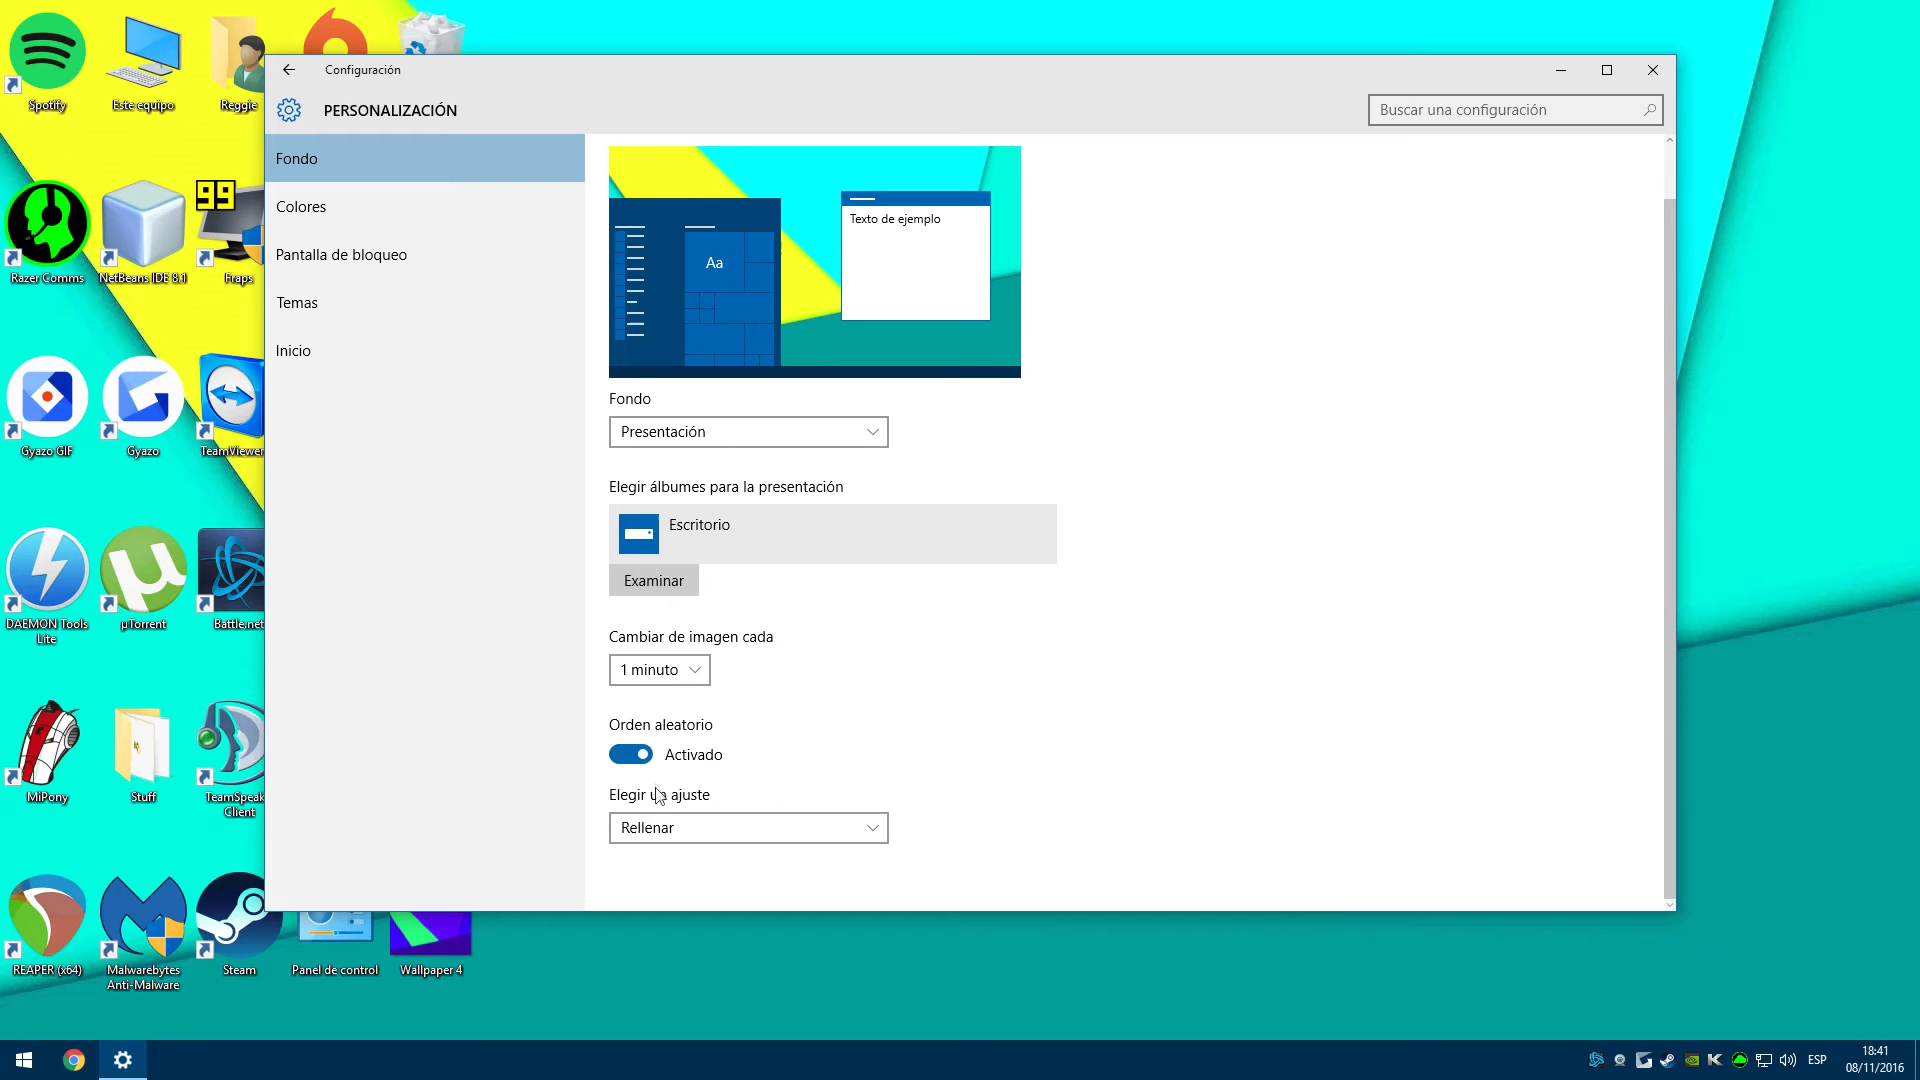 Configuración
PERSONALIZACIÓN
Buscar una configuración
Fondo
Colores
Pantalla de bloqueo
Temas
Inicio
Texto de ejemplo
Aa
Fondo
Presentación
Elegir álbumes para la presentación
Escritorio
Examinar
Cambiar de imagen cada
1 minuto
Orden aleatorio
Activado
Elegir un ajuste
Rellenar
Spotify
Este equipo
Reggie
99
Razer Comms
NetBeans IDE 8.1
Fraps
Gyazo GIF
Gyazo
TeamViewer
DAEMON Tools
Lite
µTorrent
Battle.net
MiPony
Stuff
TeamSpeak
Client
REAPER (x64)
Malwarebytes
Anti-Malware
Steam
Panel de control
Wallpaper 4
ESP
18:41
08/11/2016